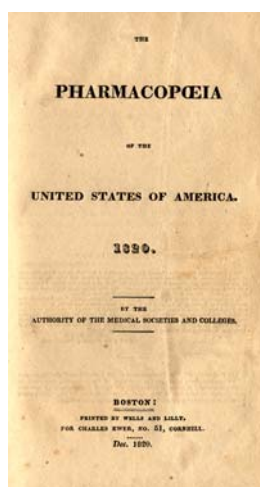 THE
PHARMACOPŒIA
OF THE
UNITED STATES OF AMERICA.
1820.
BY THE
AUTHORITY OF THE MEDICAL SOCIETIES AND COLLEGES.
BOSTON:
PRINTED BY WELLS AND LILLY,
FOR CHARLES EWER, NO. 51, CORNHILL.
Dec. 1820.